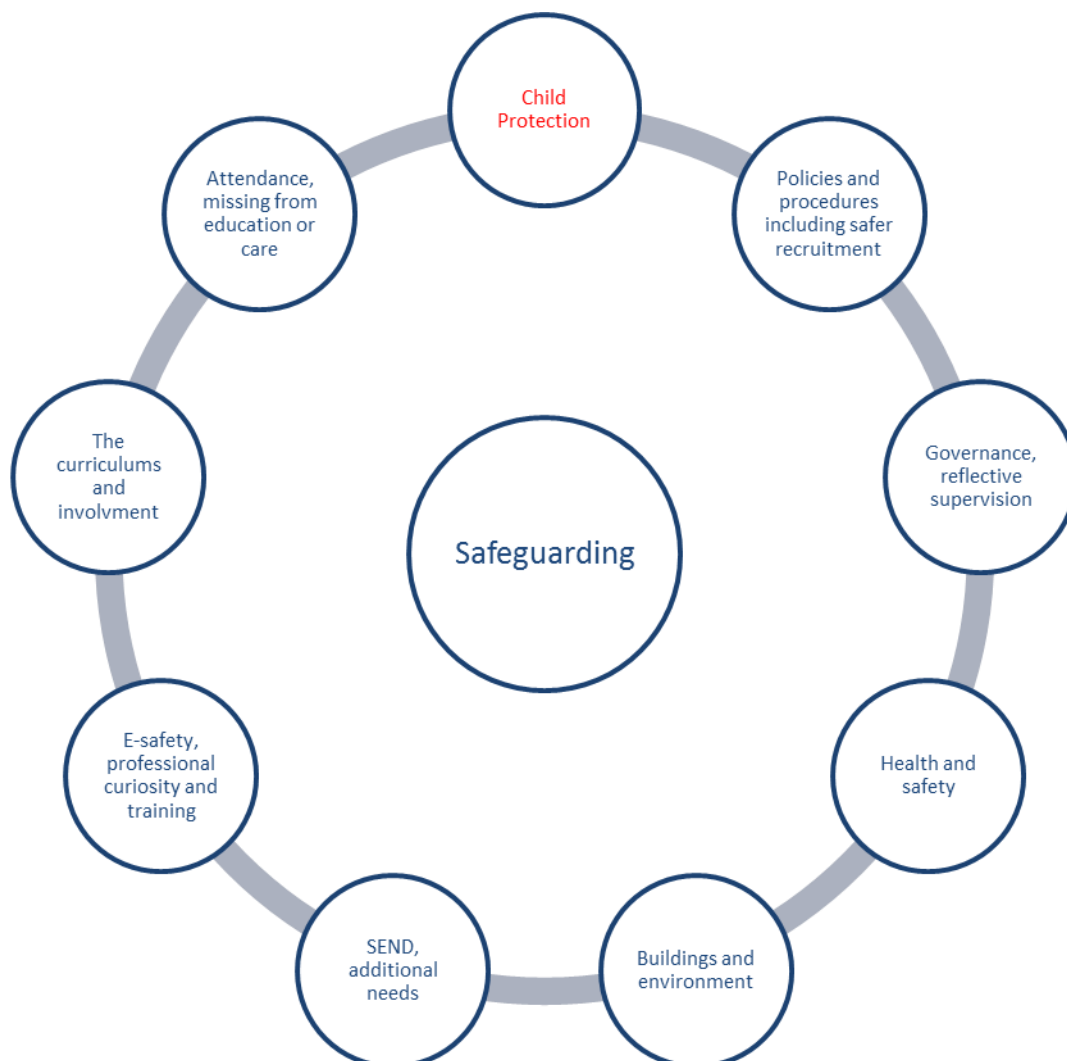 Child
Protection
Policies and
procedures
including safer
recruitment
Governance,
reflective
supervision
Health and
safety
Buildings and
environment
SEND,
additional
needs
E-safety,
professional
curiosity and
training
The
curriculums
and
involvment
Attendance,
missing from
education or
care
Safeguarding